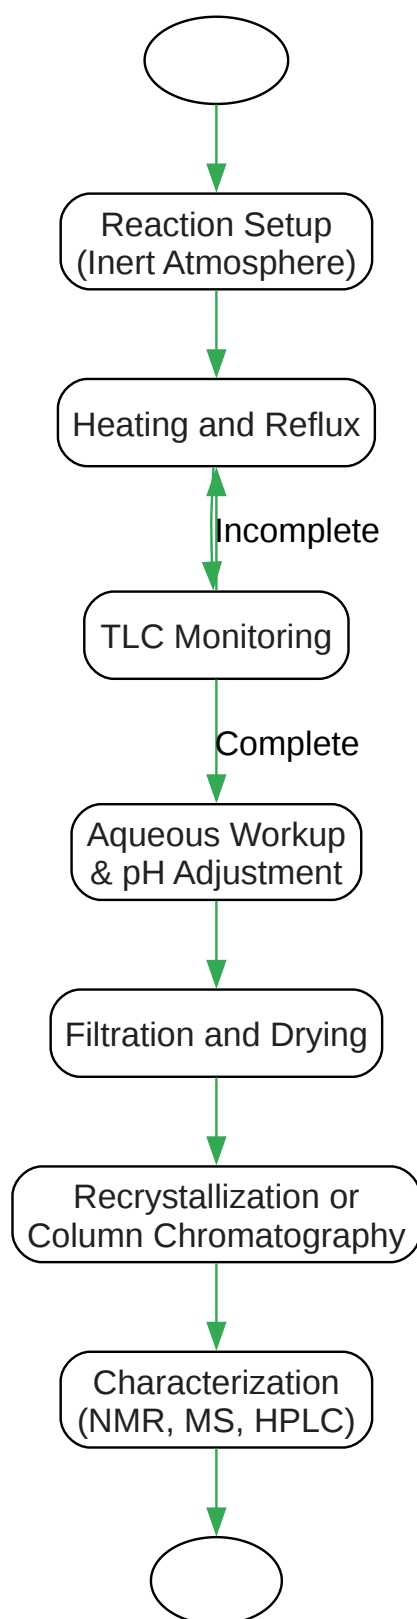 Reaction Setup
(Inert Atmosphere)
Heating and Reflux
Incomplete
TLC Monitoring
Complete
Aqueous Workup
& pH Adjustment
Filtration and Drying
Recrystallization or
Column Chromatography
Characterization
(NMR, MS, HPLC)